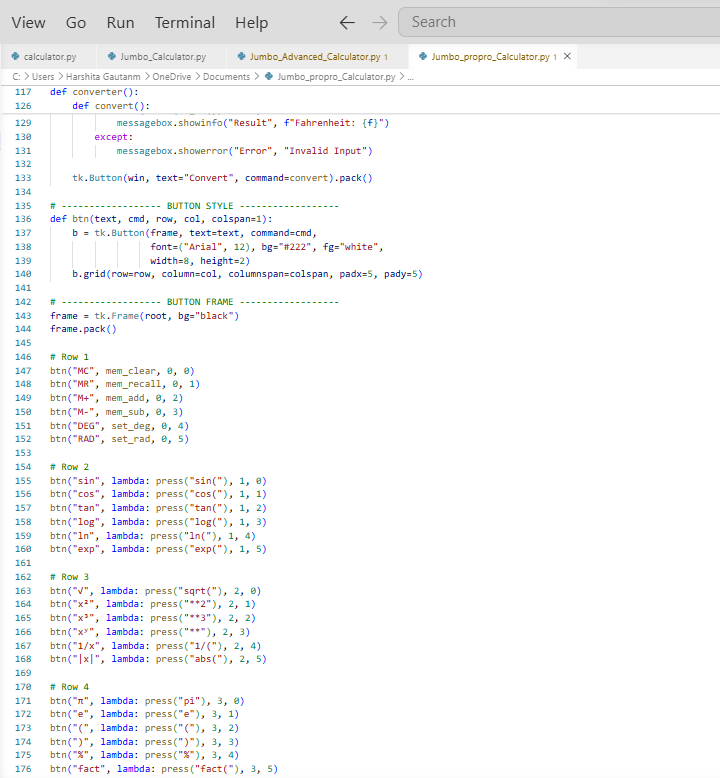 View Go Run Terminal Help Search
calculator.py Jumbo_Calculator.py Jumbo_Advanced_Calculator.py 1 Jumbo_propro_Calculator.py 1
C: > Users > Harshita Gautanm > OneDrive > Documents > Jumbo_propro_Calculator.py > ...
117 def converter():
126 def convert():
129 messagebox.showinfo("Result", f"Fahrenheit: {f}")
130 except:
131 messagebox.showerror("Error", "Invalid Input")
132
133 tk.Button(win, text="Convert", command=convert).pack()
134
135 # ------------------ BUTTON STYLE ------------------
136 def btn(text, cmd, row, col, colspan=1):
137 b = tk.Button(frame, text=text, command=cmd,
138 font=("Arial", 12), bg="#222", fg="white",
139 width=8, height=2)
140 b.grid(row=row, column=col, columnspan=colspan, padx=5, pady=5)
141
142 # ------------------ BUTTON FRAME ------------------
143 frame = tk.Frame(root, bg="black")
144 frame.pack()
145
146 # Row 1
147 btn("MC", mem_clear, 0, 0)
148 btn("MR", mem_recall, 0, 1)
149 btn("M+", mem_add, 0, 2)
150 btn("M-", mem_sub, 0, 3)
151 btn("DEG", set_deg, 0, 4)
152 btn("RAD", set_rad, 0, 5)
153
154 # Row 2
155 btn("sin", lambda: press("sin("), 1, 0)
156 btn("cos", lambda: press("cos("), 1, 1)
157 btn("tan", lambda: press("tan("), 1, 2)
158 btn("log", lambda: press("log("), 1, 3)
159 btn("ln", lambda: press("ln("), 1, 4)
160 btn("exp", lambda: press("exp("), 1, 5)
161
162 # Row 3
163 btn("√", lambda: press("sqrt("), 2, 0)
164 btn("x²", lambda: press("**2"), 2, 1)
165 btn("x³", lambda: press("**3"), 2, 2)
166 btn("xʸ", lambda: press("**"), 2, 3)
167 btn("1/x", lambda: press("1/("), 2, 4)
168 btn("|x|", lambda: press("abs("), 2, 5)
169
170 # Row 4
171 btn("π", lambda: press("pi"), 3, 0)
172 btn("e", lambda: press("e"), 3, 1)
173 btn("(", lambda: press("("), 3, 2)
174 btn(")", lambda: press(")"), 3, 3)
175 btn("%", lambda: press("%"), 3, 4)
176 btn("fact", lambda: press("fact("), 3, 5)